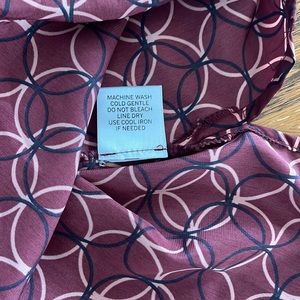 MACHINE WASH
COLD GENTLE
DO NOT BLEACH
LINE DRY
USE COOL IRON
IF NEEDED